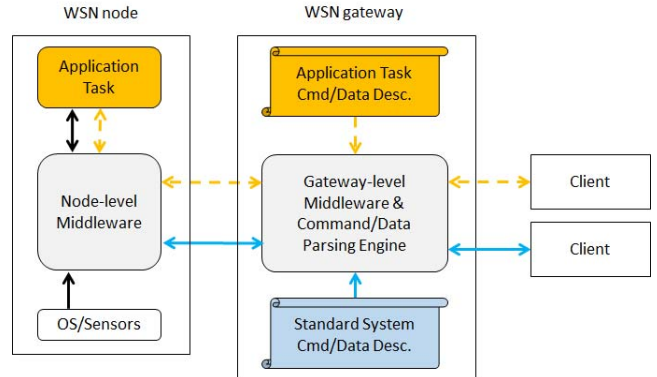 WSN node
WSN gateway
Application
Task
Application Task
Cmd/Data Desc.
Node-level
Middleware
Gateway-level
Middleware &
Command/Data
Parsing Engine
Client
Client
OS/Sensors
Standard System
Cmd/Data Desc.